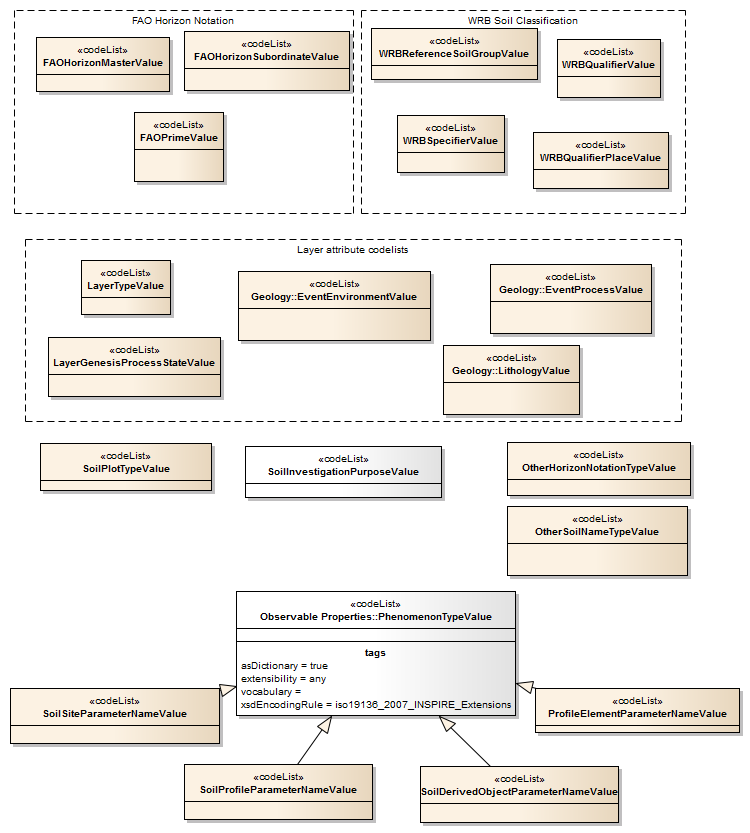 FAO Horizon Notation
«codeList»
FAOHorizonMasterValue
«codeList»
FAOHorizonSubordinateValue
«codeList»
FAOPrimeValue
WRB Soil Classification
«codeList»
WRBReferenceSoilGroupValue
«codeList»
WRBQualifierValue
«codeList»
WRBSpecifierValue
«codeList»
WRBQualifierPlaceValue
Layer attribute codelists
«codeList»
LayerTypeValue
«codeList»
Geology::EventEnvironmentValue
«codeList»
Geology::EventProcessValue
«codeList»
LayerGenesisProcessStateValue
«codeList»
Geology::LithologyValue
«codeList»
SoilPlotTypeValue
«codeList»
SoilInvestigationPurposeValue
«codeList»
OtherHorizonNotationTypeValue
«codeList»
OtherSoilNameTypeValue
«codeList»
Observable Properties::PhenomenonTypeValue
tags
asDictionary = true
extensibility = any
vocabulary =
xsdEncodingRule = iso19136_2007_INSPIRE_Extensions
«codeList»
SoilSiteParameterNameValue
«codeList»
ProfileElementParameterNameValue
«codeList»
SoilProfileParameterNameValue
«codeList»
SoilDerivedObjectParameterNameValue